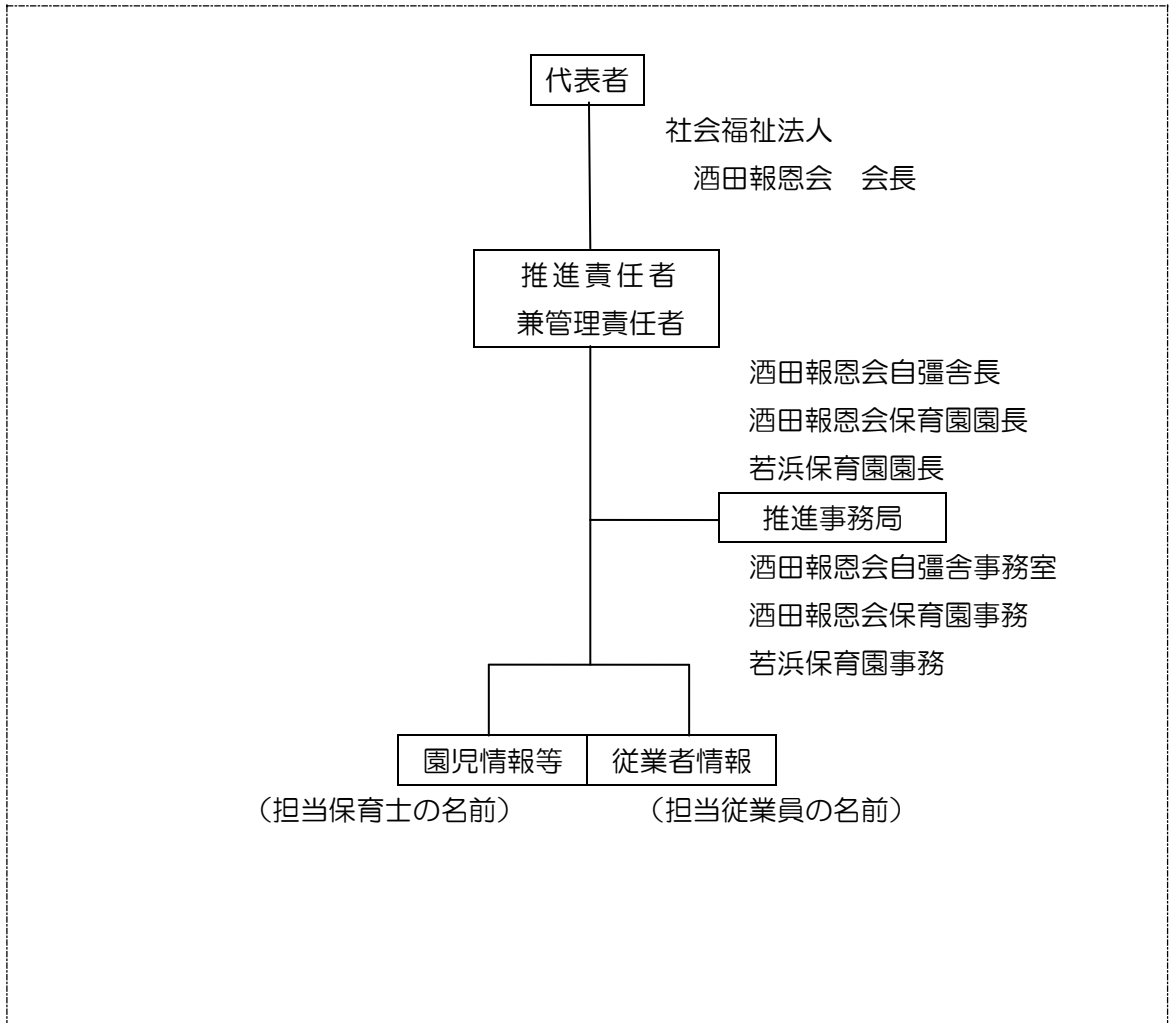 代表者
社会福祉法人
酒田報恩会　会長
推進責任者
兼管理責任者
酒田報恩会自彊舎長
酒田報恩会保育園園長
若浜保育園園長
推進事務局
酒田報恩会自彊舎事務室
酒田報恩会保育園事務
若浜保育園事務
園児情報等　従業者情報
（担当保育士の名前）　（担当従業員の名前）